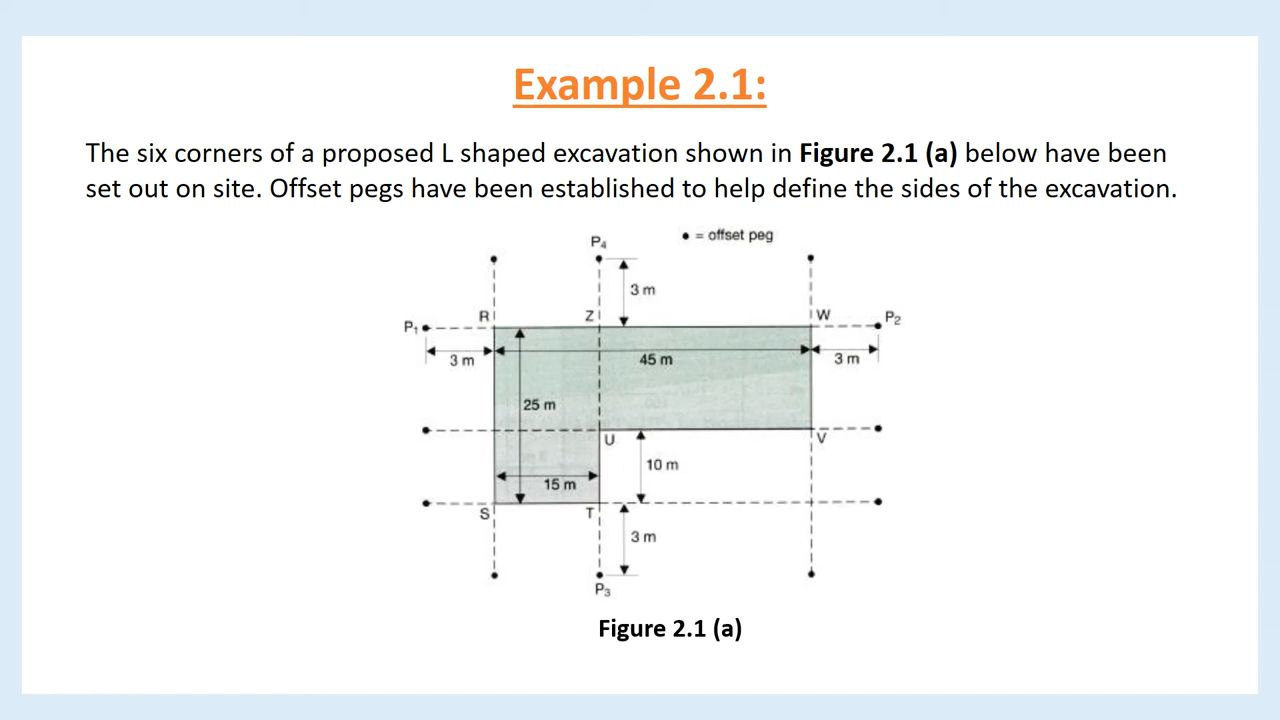 Example 2.1:
The six corners of a proposed L shaped excavation shown in Figure 2.1 (a) below have been
set out on site. Offset pegs have been established to help define the sides of the excavation.
P₄
• = offset peg
3 m
R
Z
W
P₁
P₂
3 m
45 m
3 m
25 m
U
V
10 m
15 m
S
T
3 m
P₃
Figure 2.1 (a)